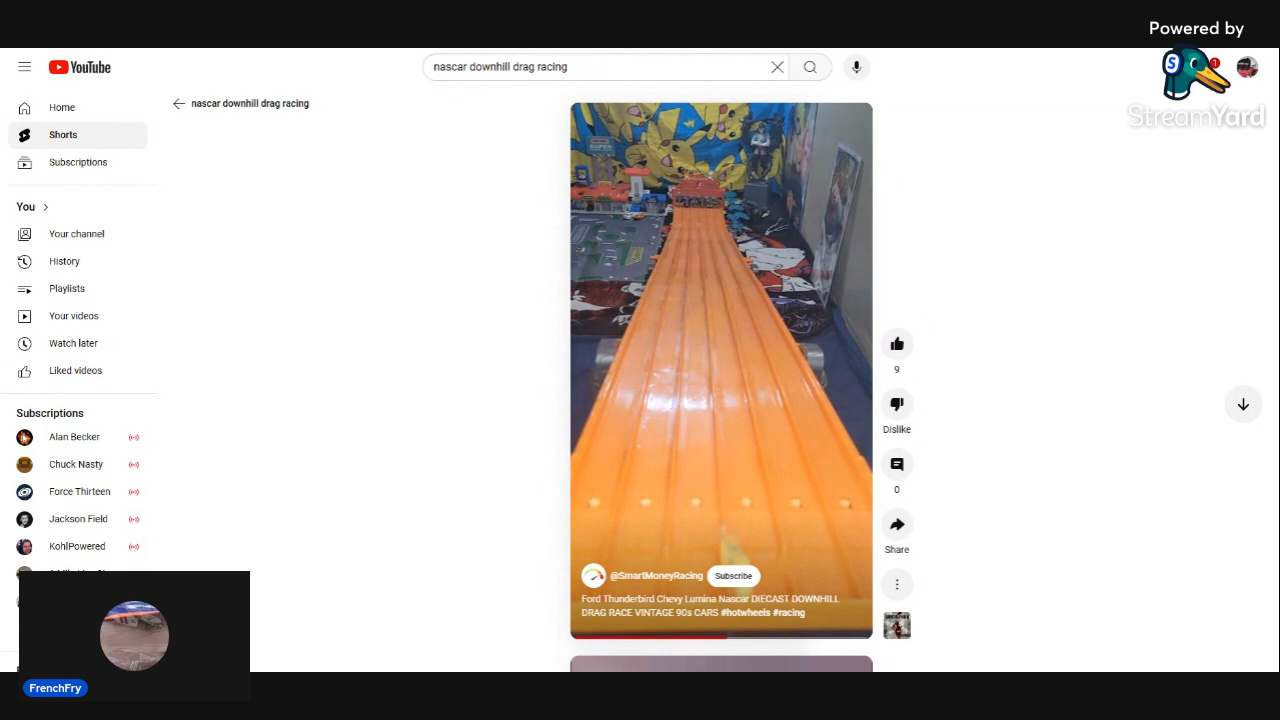 Powered by
StreamYard
S
1
YouTube
nascar downhill drag racing
Home
Shorts
Subscriptions
nascar downhill drag racing
You
Your channel
History
Playlists
Your videos
Watch later
Liked videos
Subscriptions
Alan Becker
Chuck Nasty
Force Thirteen
Jackson Field
KohlPowered
SUPER
9
Dislike
0
Share
@SmartMoneyRacing
Subscribe
Ford Thunderbird Chevy Lumina Nascar DIECAST DOWNHILL
DRAG RACE VINTAGE 90s CARS #hotwheels #racing
FrenchFry